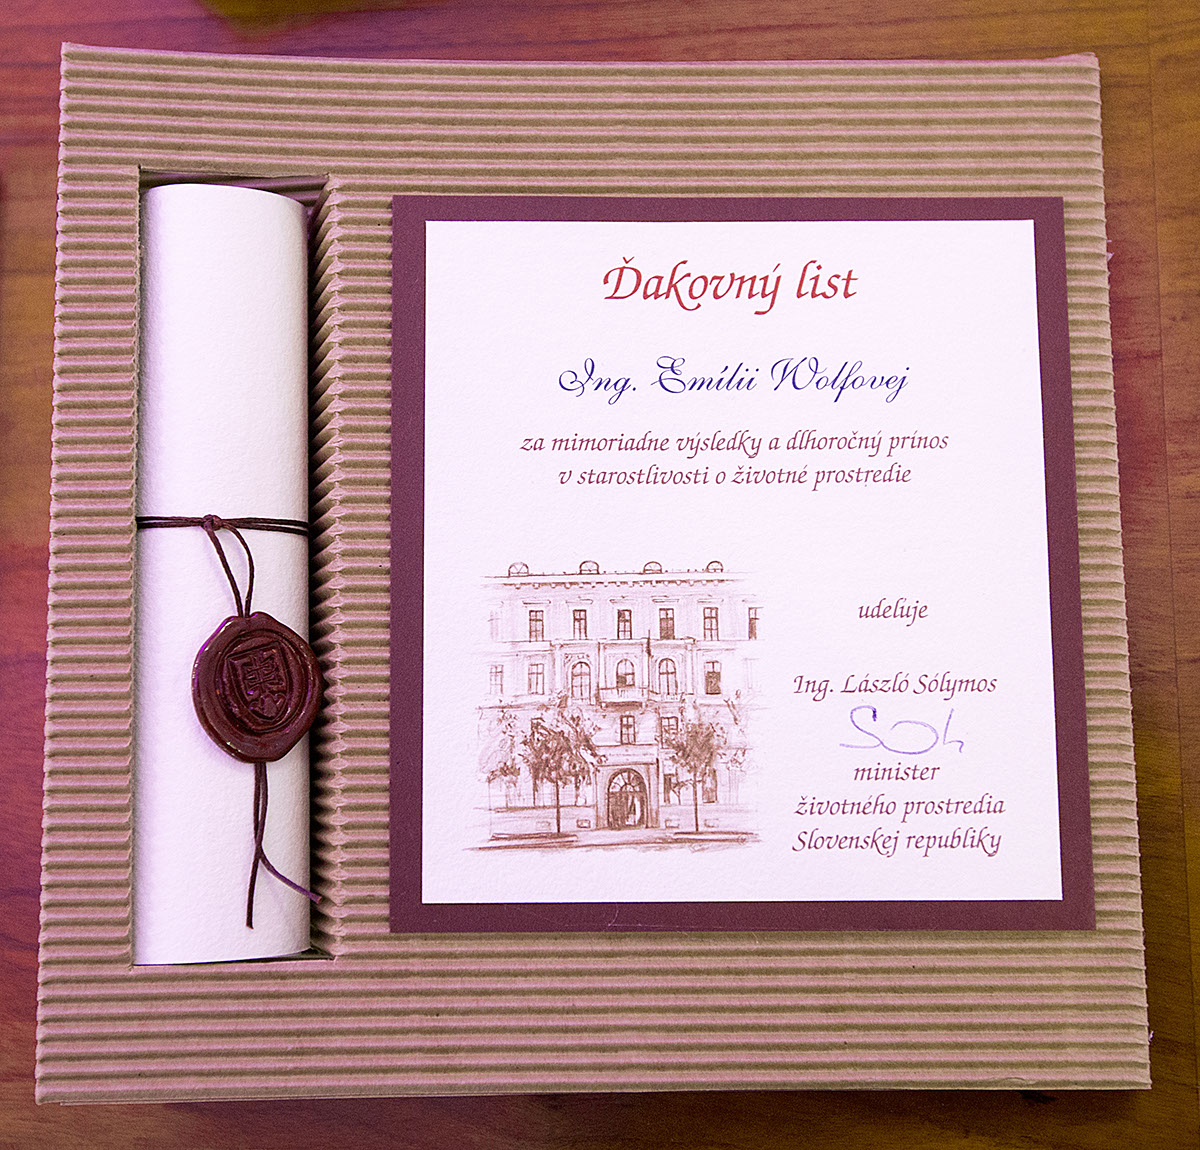 Ďakovný list
Ing. Emílii Wolfovej
za mimoriadne výsledky a dlhoročný prínos
v starostlivosti o životné prostredie
udeľuje
Ing. László Sólymos
minister
životného prostredia
Slovenskej republiky